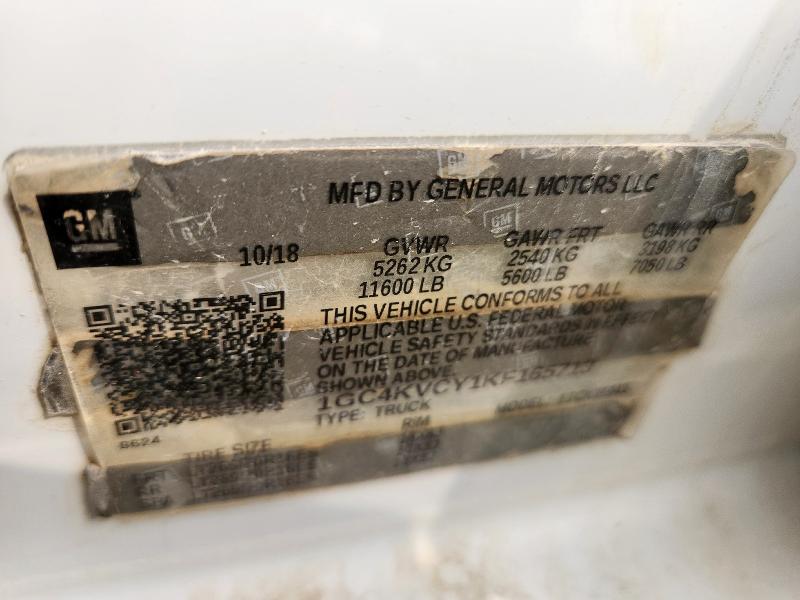 GM
MFD BY GENERAL MOTORS LLC
10/18
GVWR
GAWR FRT
GAWR RR
5262 KG
2540 KG
3198 KG
11600 LB
5600 LB
7050 LB
THIS VEHICLE CONFORMS TO ALL
APPLICABLE U.S. FEDERAL MOTOR
VEHICLE SAFETY STANDARDS IN EFFECT
ON THE DATE OF MANUFACTURE
SHOWN ABOVE.
TYPE: TRUCK
MODEL:
8624
TIRE SIZE
RIM